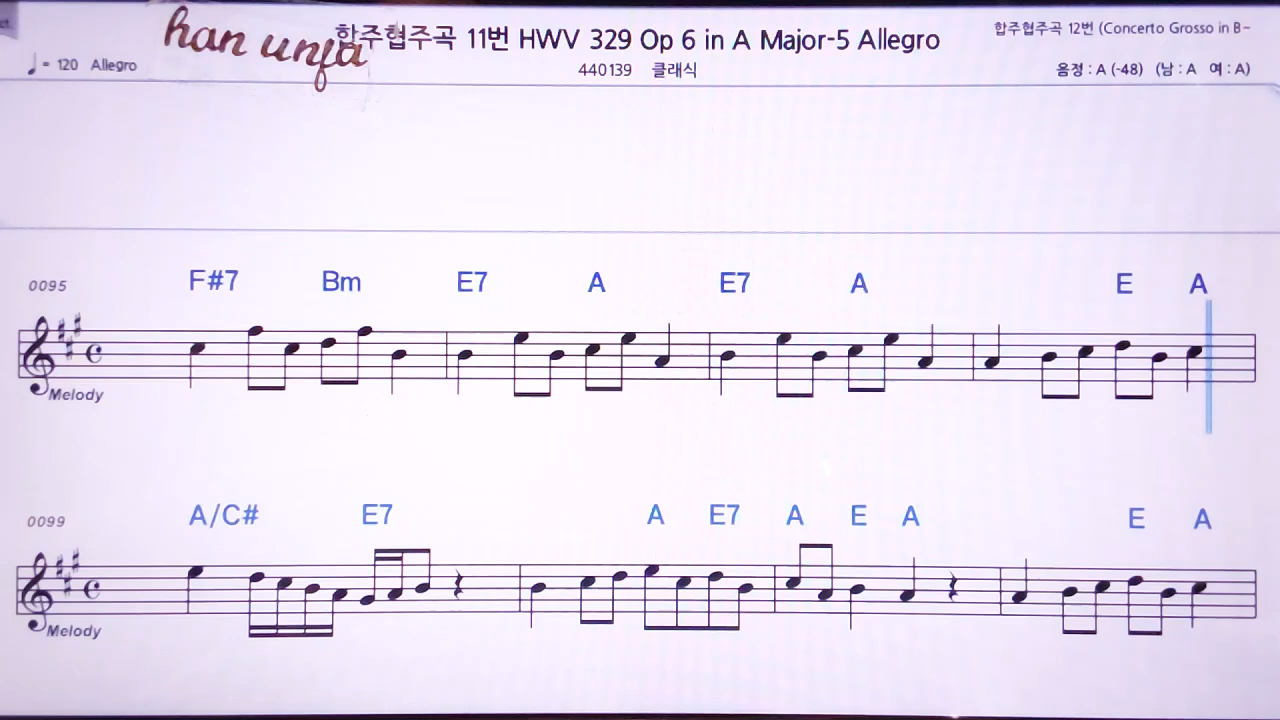 han unja
합주협주곡 11번 HWV 329 Op 6 in A Major-5 Allegro
합주협주곡 12번 (Concerto Grosso in B~
♩= 120 Allegro
440139 클래식
음정 : A (-48) (남 : A 여 : A)
0095 F#7 Bm E7 A E7 A E A
Melody
0099 A/C# E7 A E7 A E A E A
Melody